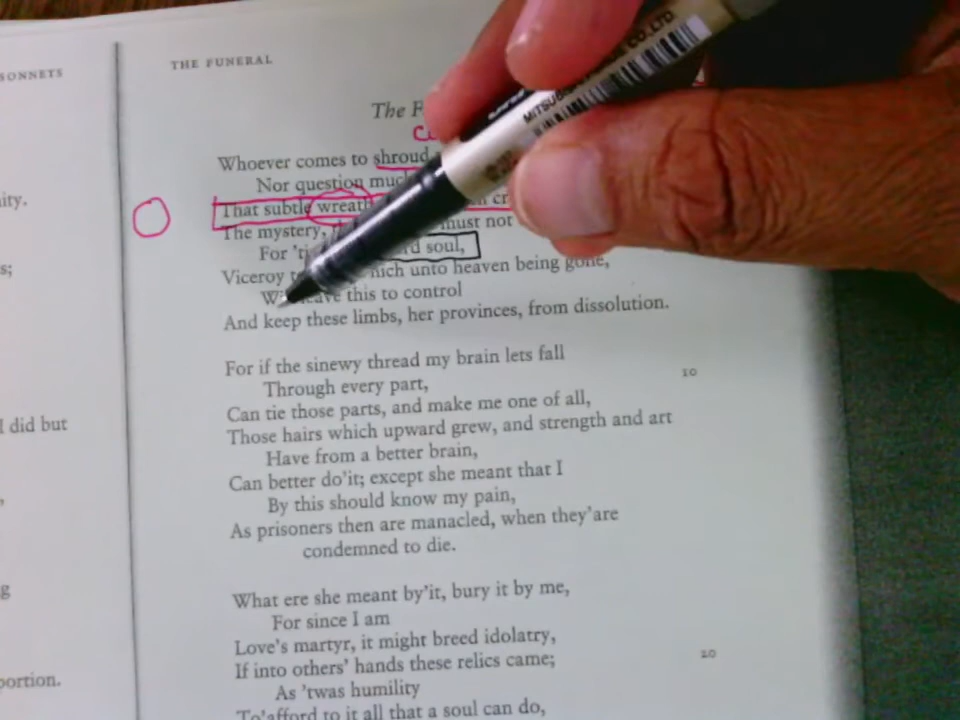 SONNETS
THE FUNERAL
The F
Whoever comes to shroud
Nor question muc
That subtle wreath
The mystery, must not
For 'ti rd soul,
Viceroy t hich unto heaven being gone,
Wi leave this to control
And keep these limbs, her provinces, from dissolution.
For if the sinewy thread my brain lets fall
Through every part,
10
Can tie those parts, and make me one of all,
Those hairs which upward grew, and strength and art
Have from a better brain,
Can better do'it; except she meant that I
By this should know my pain,
As prisoners then are manacled, when they'are
condemned to die.
What ere she meant by'it, bury it by me,
For since I am
Love's martyr, it might breed idolatry,
If into others' hands these relics came;
20
As 'twas humility
To'afford to it all that a soul can do,
ity.
s;
I did but
g
portion.
MITSUBISHI PENCIL CO.,LTD